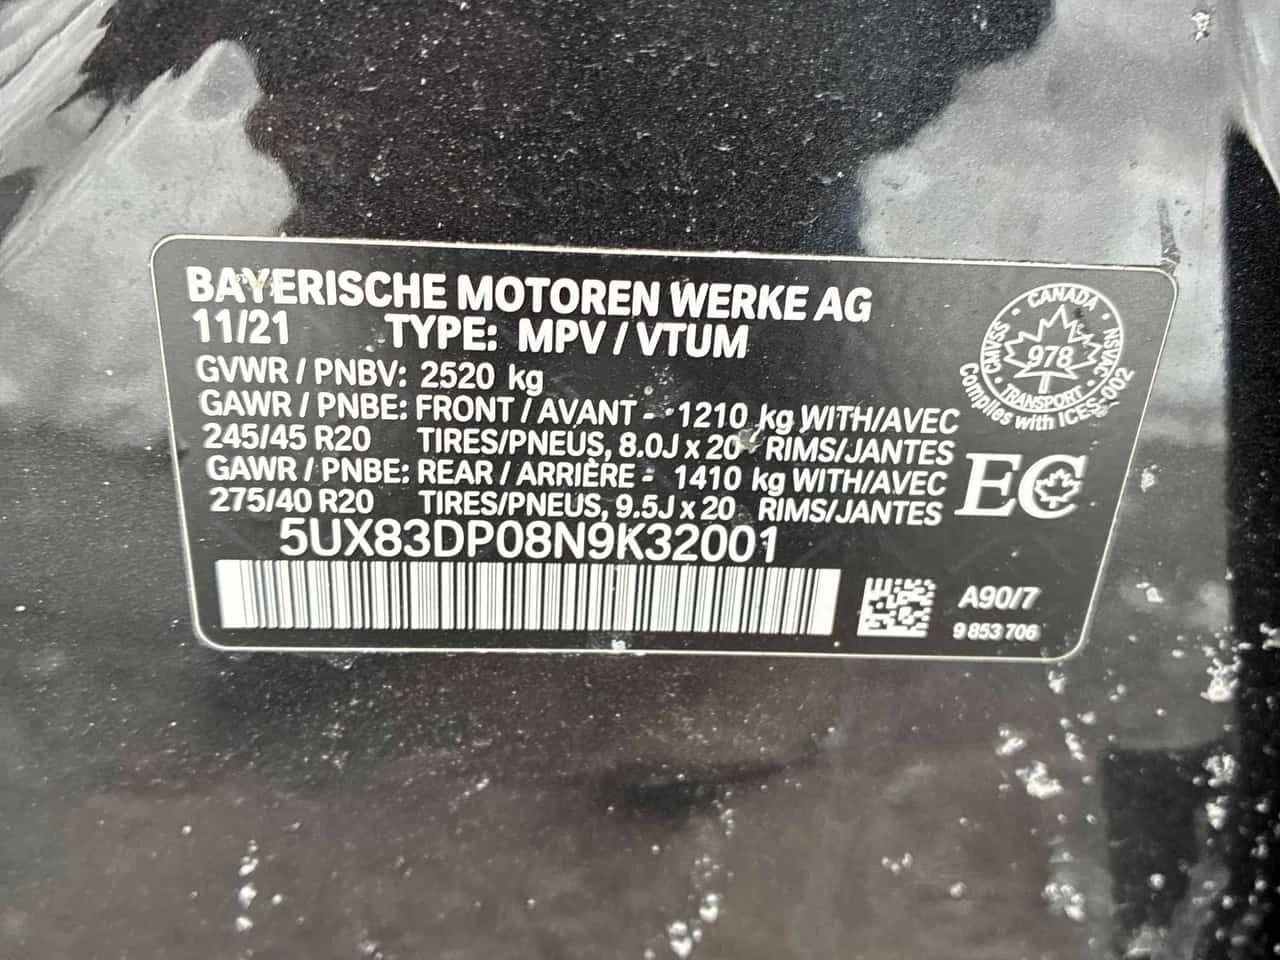 BAYERISCHE MOTOREN WERKE AG
11/21 TYPE: MPV / VTUM
GVWR / PNBV: 2520 kg
GAWR / PNBE: FRONT / AVANT - 1210 kg WITH/AVEC
245/45 R20 TIRES/PNEUS, 8.0J x 20 RIMS/JANTES
GAWR / PNBE: REAR / ARRIÈRE - 1410 kg WITH/AVEC
275/40 R20 TIRES/PNEUS, 9.5J x 20 RIMS/JANTES
5UX83DP08N9K32001
CANADA
CMVSS 978 NSVAC
TRANSPORT
Complies with ICES-002
EC
A90/7
9 853 706